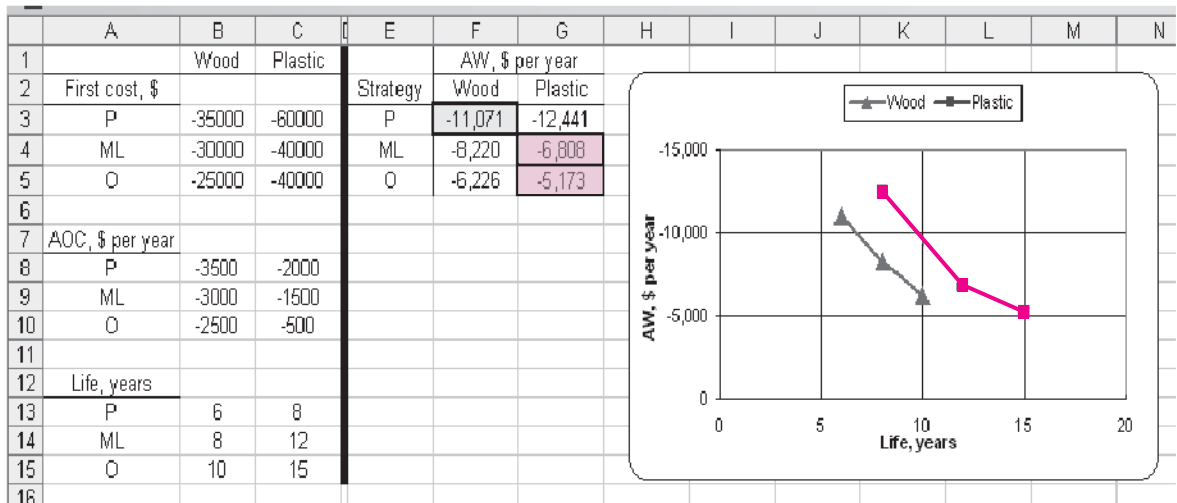 A B C E F G H I J K L M N
1 Wood Plastic AW, $ per year
2 First cost, $ Strategy Wood Plastic
3 P -35000 -60000 P -11,071 -12,441
4 ML -30000 -40000 ML -8,220 -6,808
5 O -25000 -40000 O -6,226 -5,173
6
7 AOC, $ per year
8 P -3500 -2000
9 ML -3000 -1500
10 O -2500 -500
11
12 Life, years
13 P 6 8
14 ML 8 12
15 O 10 15
16
Wood Plastic
-15,000
-10,000
-5,000
0
AW, $ per year
0 5 10 15 20
Life, years